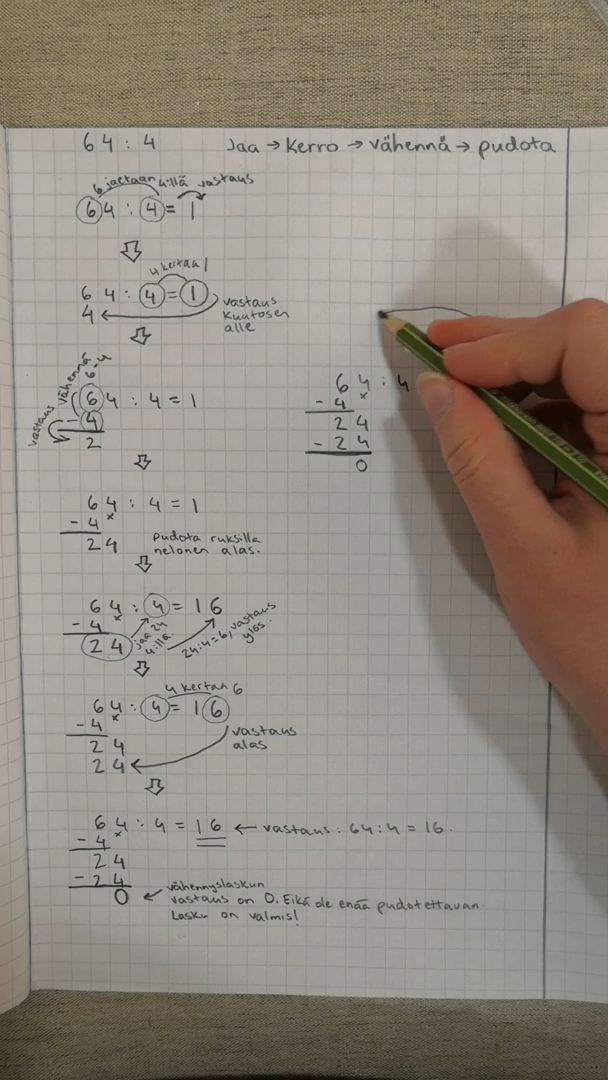 64 : 4 Jaa → Kerro → vähennä → pudota
6 jaetaan 4:llä vastaus
64 : 4 = 1
4 kertaa 1
64 : 4 = 1
4
vastaus
kuutosen
alle
vähennä
6-4
vastaus
64 : 4 = 1
- 4
2
64 : 4 = 1
- 4 x
24
pudota ruksilla
nelonen alas.
64 : 4 = 16
- 4 x
24
jaa 24
4:llä
24:4=6, vastaus
ylös.
4 kertaa 6
64 : 4 = 16
- 4 x
24
24
vastaus
alas
64 : 4 = 16 ← vastaus: 64:4 = 16.
- 4 x
24
- 24
0
vähennyslaskun
vastaus on 0. Eikä ole enää pudotettavan
Lasku on valmis!
64 : 4
- 4 x
24
- 24
0